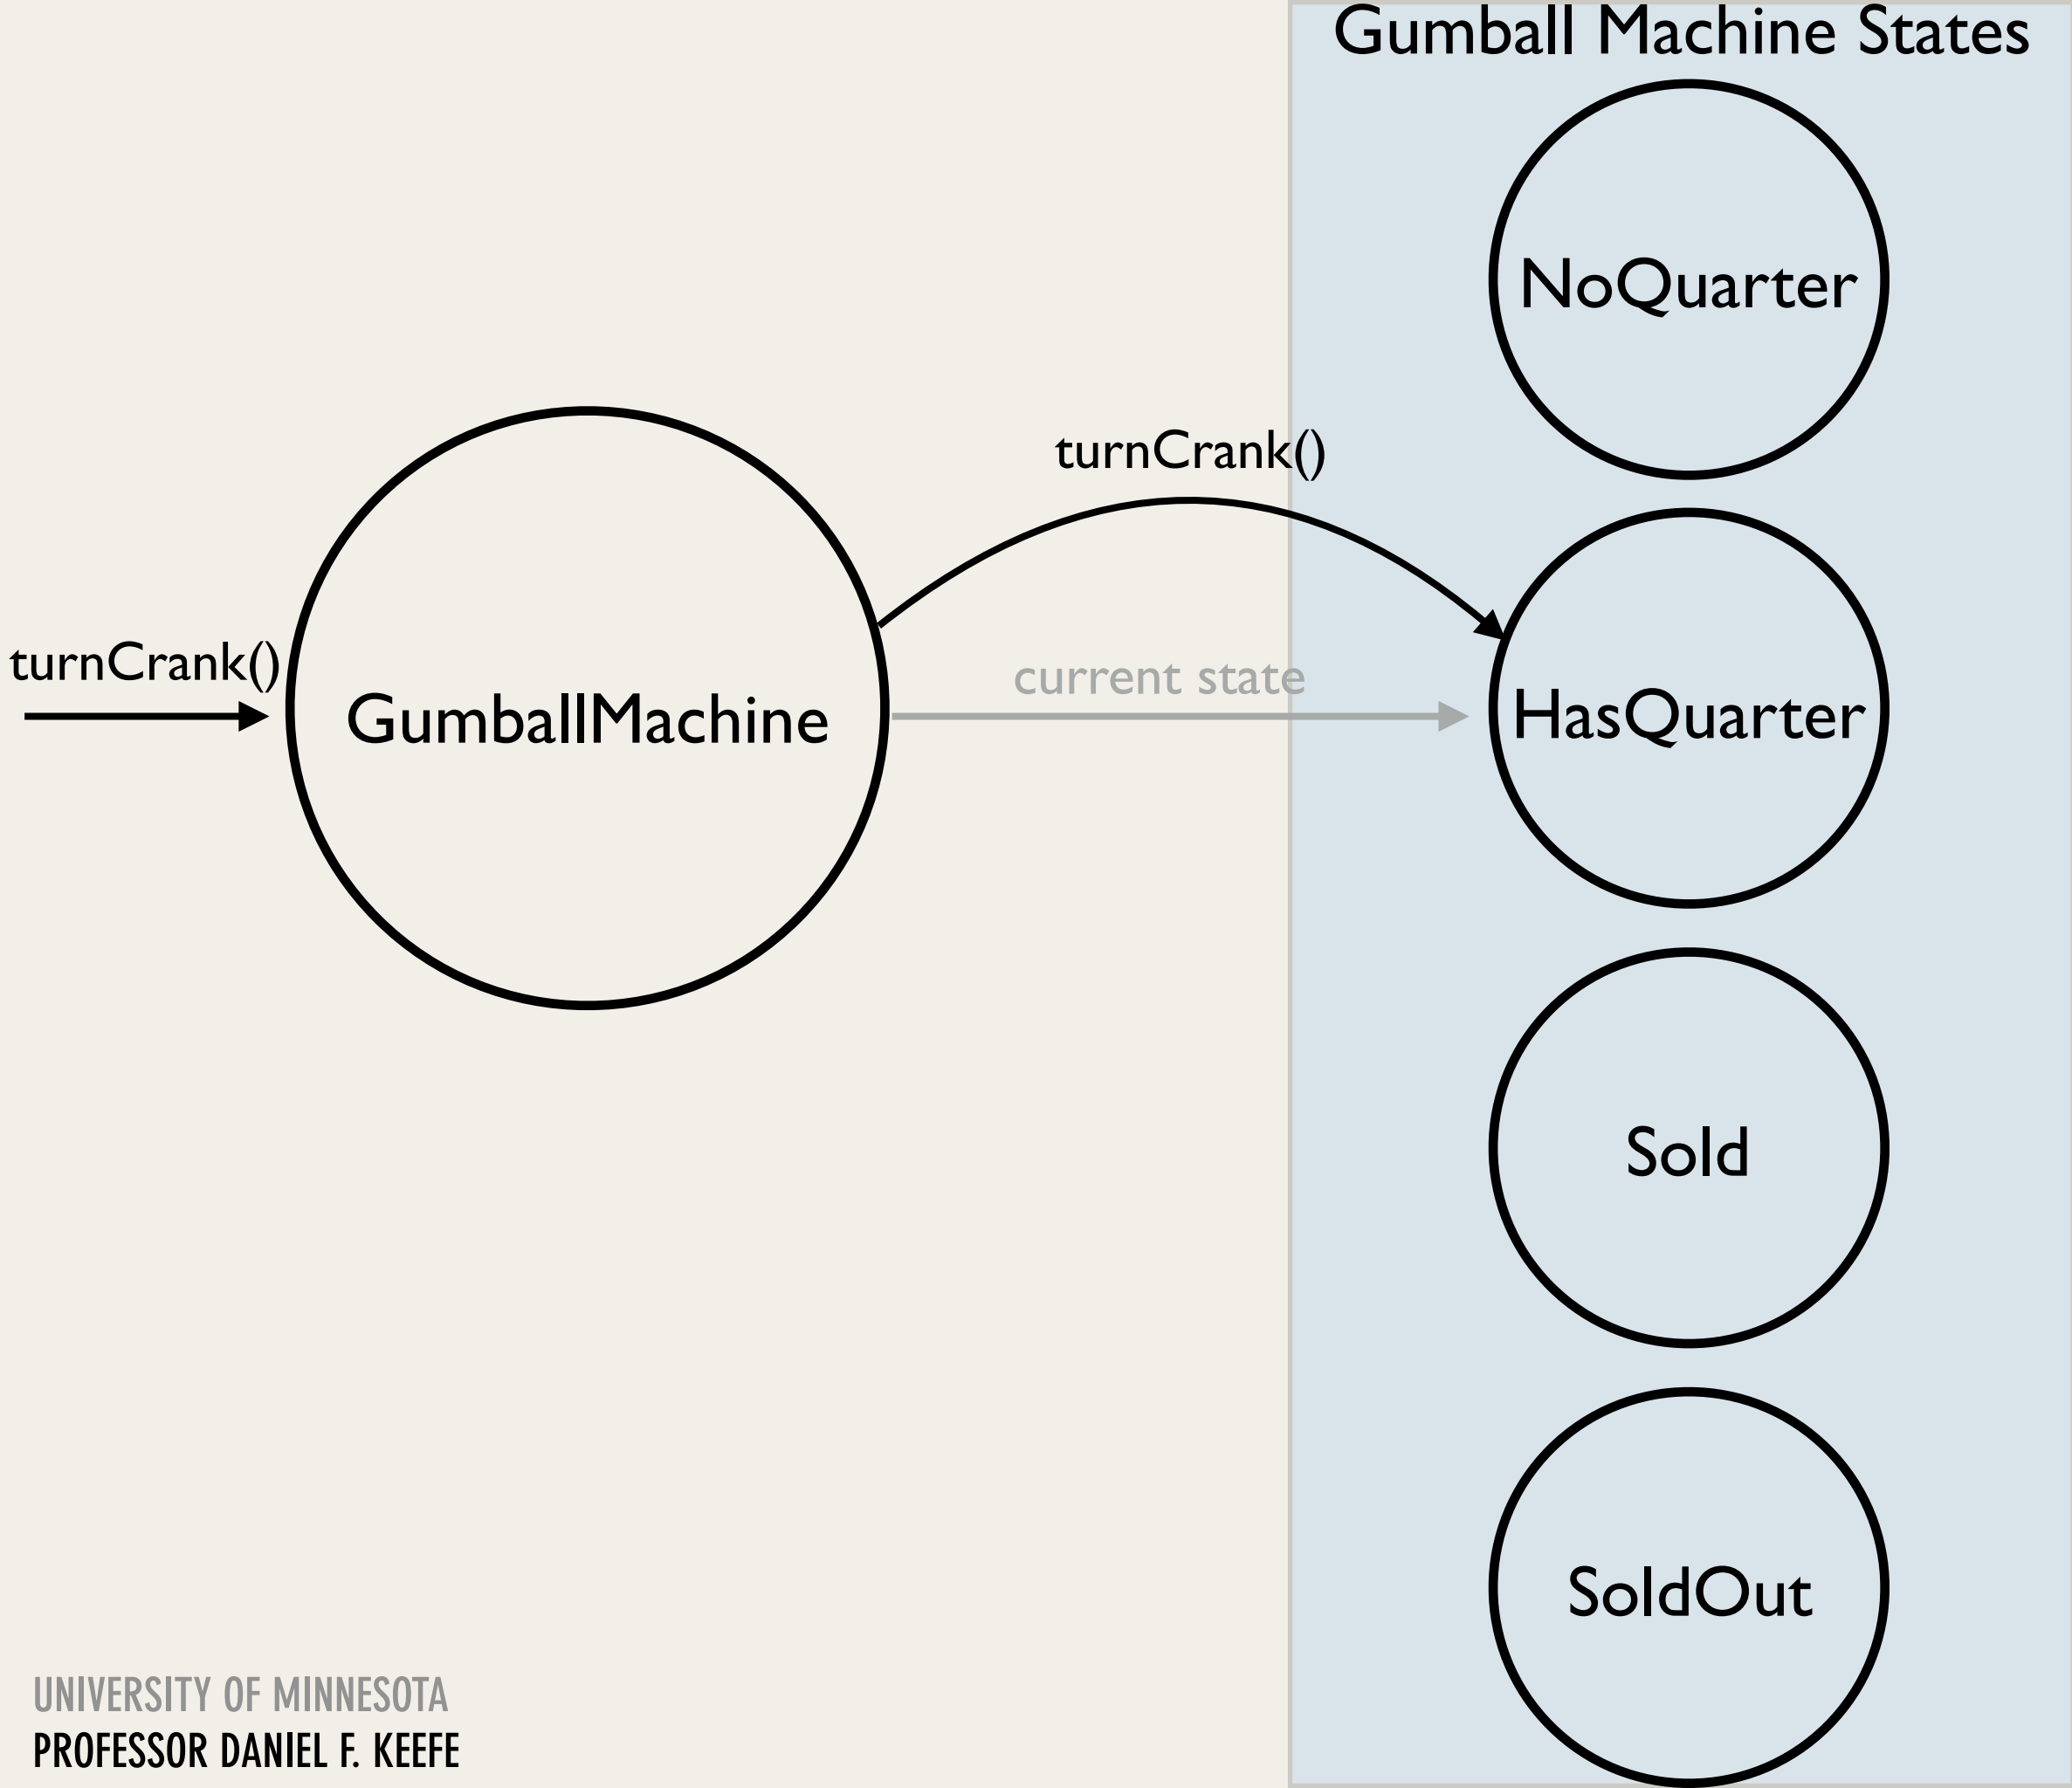 Gumball Machine States
NoQuarter
turnCrank()
turnCrank()
current state
GumballMachine
HasQuarter
Sold
SoldOut
UNIVERSITY OF MINNESOTA
PROFESSOR DANIEL F. KEEFE